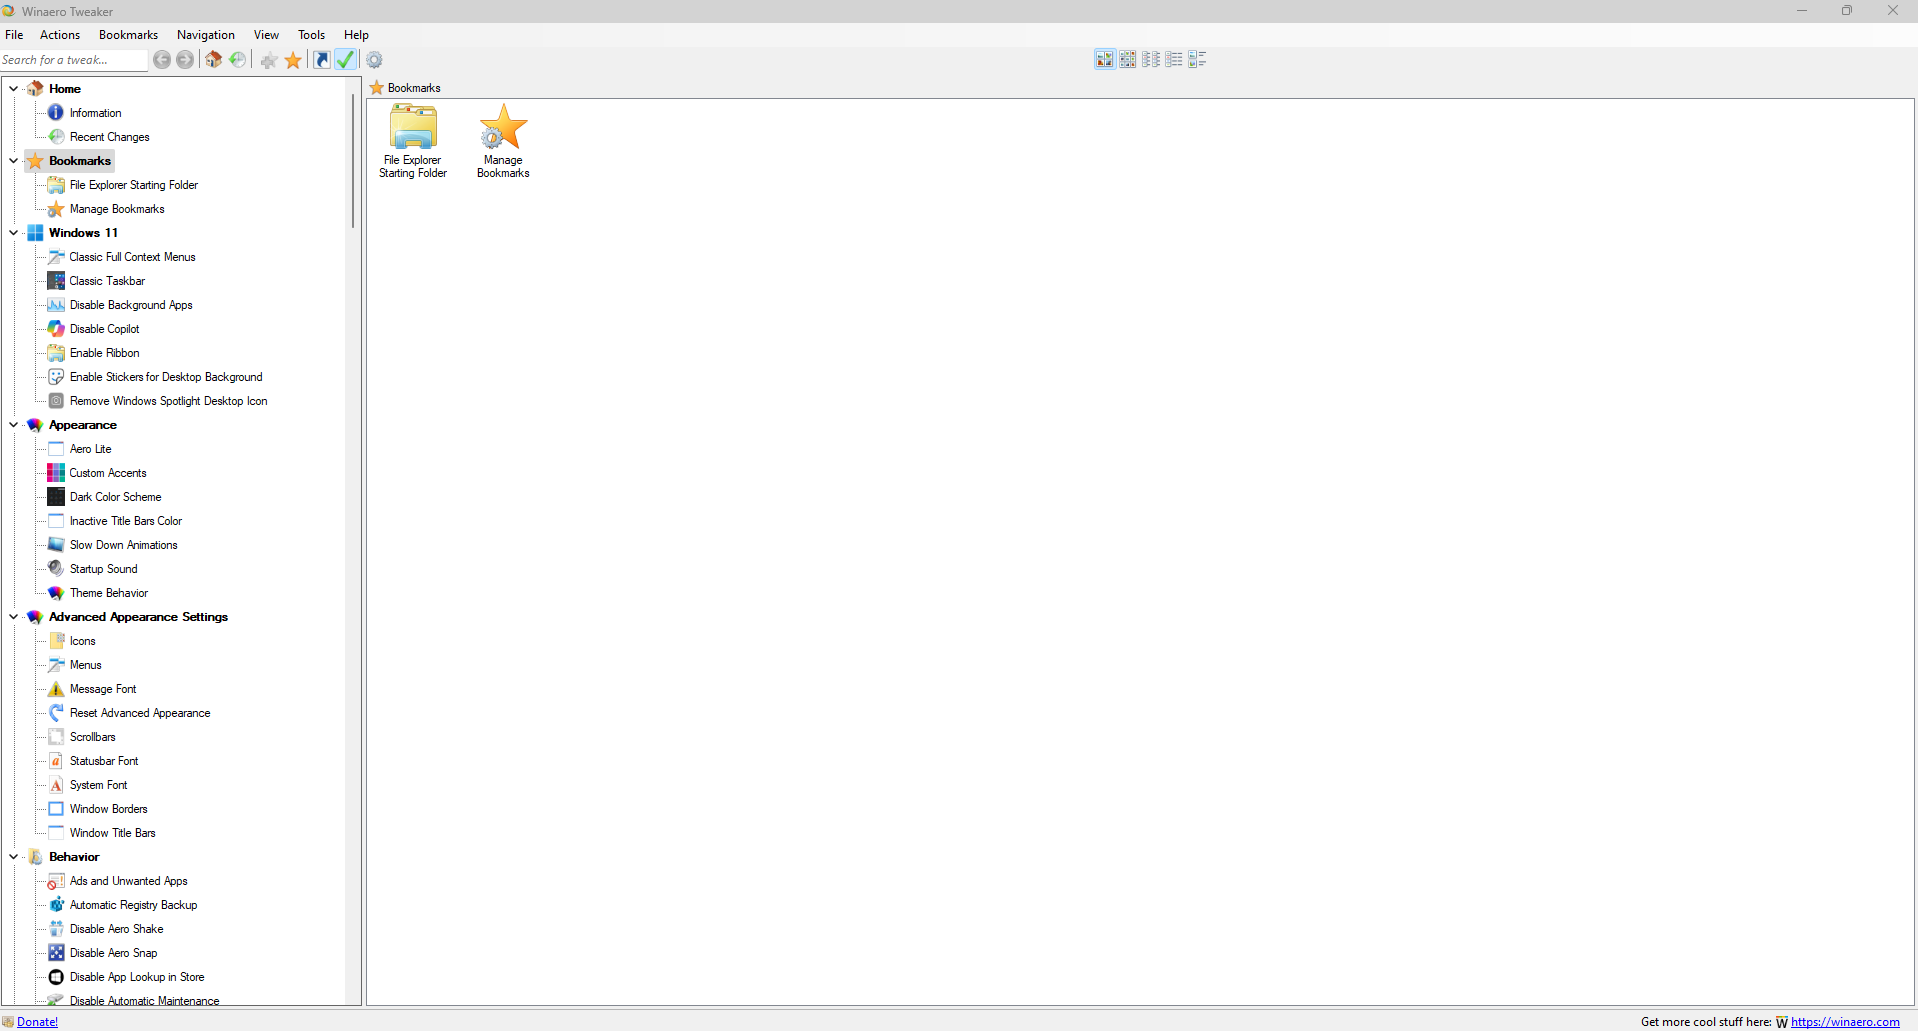 Winaero Tweaker
File Actions Bookmarks Navigation View Tools Help
Search for a tweak...
Home
Information
Recent Changes
Bookmarks
File Explorer Starting Folder
Manage Bookmarks
Windows 11
Classic Full Context Menus
Classic Taskbar
Disable Background Apps
Disable Copilot
Enable Ribbon
Enable Stickers for Desktop Background
Remove Windows Spotlight Desktop Icon
Appearance
Aero Lite
Custom Accents
Dark Color Scheme
Inactive Title Bars Color
Slow Down Animations
Startup Sound
Theme Behavior
Advanced Appearance Settings
Icons
Menus
Message Font
Reset Advanced Appearance
Scrollbars
Statusbar Font
System Font
Window Borders
Window Title Bars
Behavior
Ads and Unwanted Apps
Automatic Registry Backup
Disable Aero Shake
Disable Aero Snap
Disable App Lookup in Store
Disable Automatic Maintenance
Bookmarks
File Explorer
Starting Folder
Manage
Bookmarks
Donate!
Get more cool stuff here: W https://winaero.com